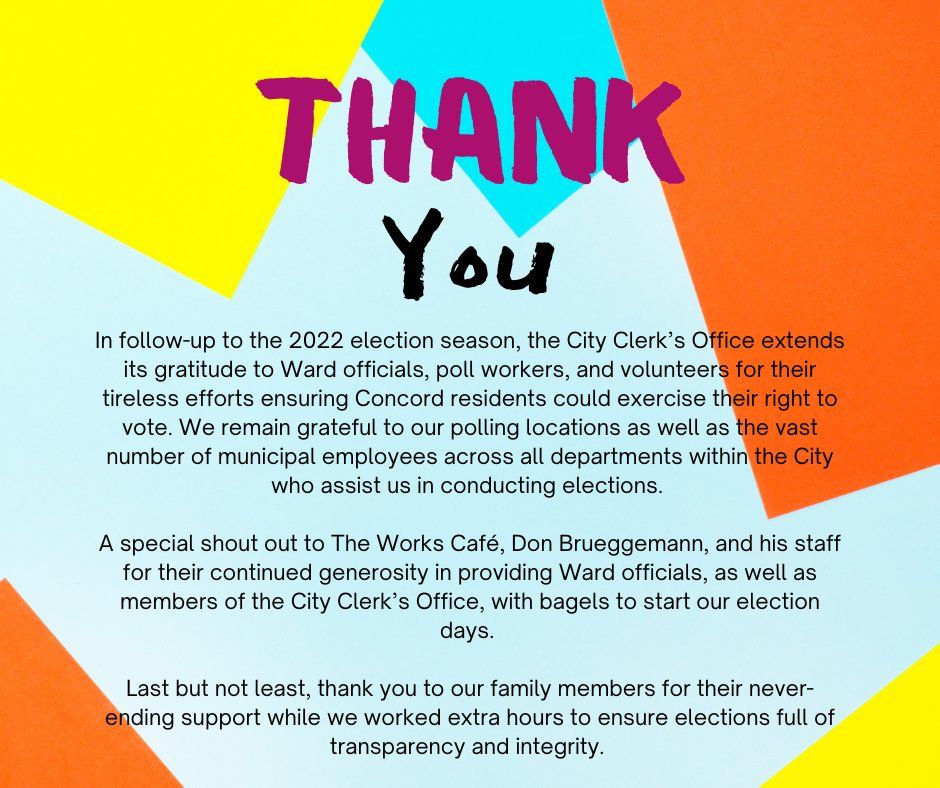 THANK
You
In follow-up to the 2022 election season, the City Clerk's Office extends
its gratitude to Ward officials, poll workers, and volunteers for their
tireless efforts ensuring Concord residents could exercise their right to
vote. We remain grateful to our polling locations as well as the vast
number of municipal employees across all departments within the City
who assist us in conducting elections.
A special shout out to The Works Café, Don Brueggemann, and his staff
for their continued generosity in providing Ward officials, as well as
members of the City Clerk's Office, with bagels to start our election
days.
Last but not least, thank you to our family members for their never-
ending support while we worked extra hours to ensure elections full of
transparency and integrity.